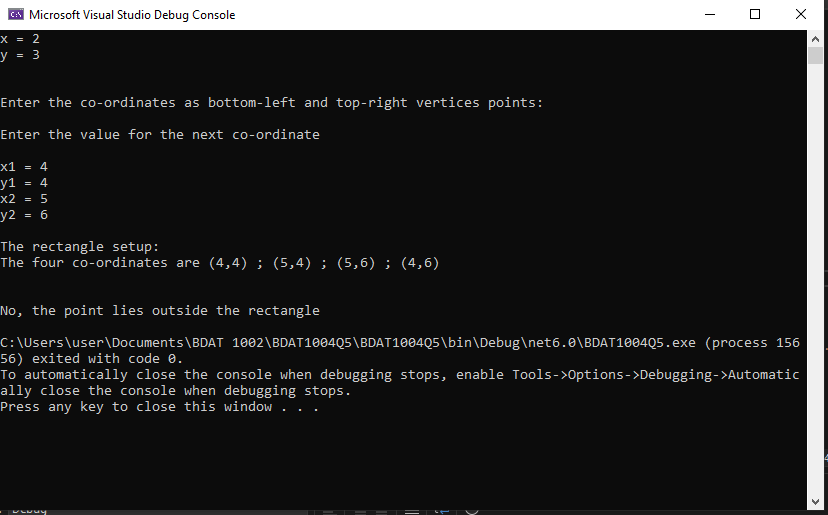 Microsoft Visual Studio Debug Console
x = 2
y = 3
Enter the co-ordinates as bottom-left and top-right vertices points:
Enter the value for the next co-ordinate
x1 = 4
y1 = 4
x2 = 5
y2 = 6
The rectangle setup:
The four co-ordinates are (4,4) ; (5,4) ; (5,6) ; (4,6)
No, the point lies outside the rectangle
C:\Users\user\Documents\BDAT 1002\BDAT1004Q5\BDAT1004Q5\bin\Debug\net6.0\BDAT1004Q5.exe (process 156
56) exited with code 0.
To automatically close the console when debugging stops, enable Tools->Options->Debugging->Automatic
ally close the console when debugging stops.
Press any key to close this window . . .